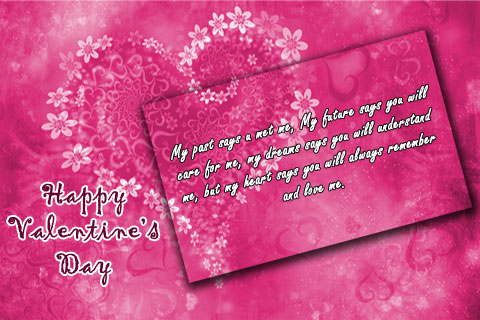 My past says u met me, My future says you will
care for me, my dreams says you will understand
me, but my heart says you will always remember
and love me.
Happy
Valentine's
Day